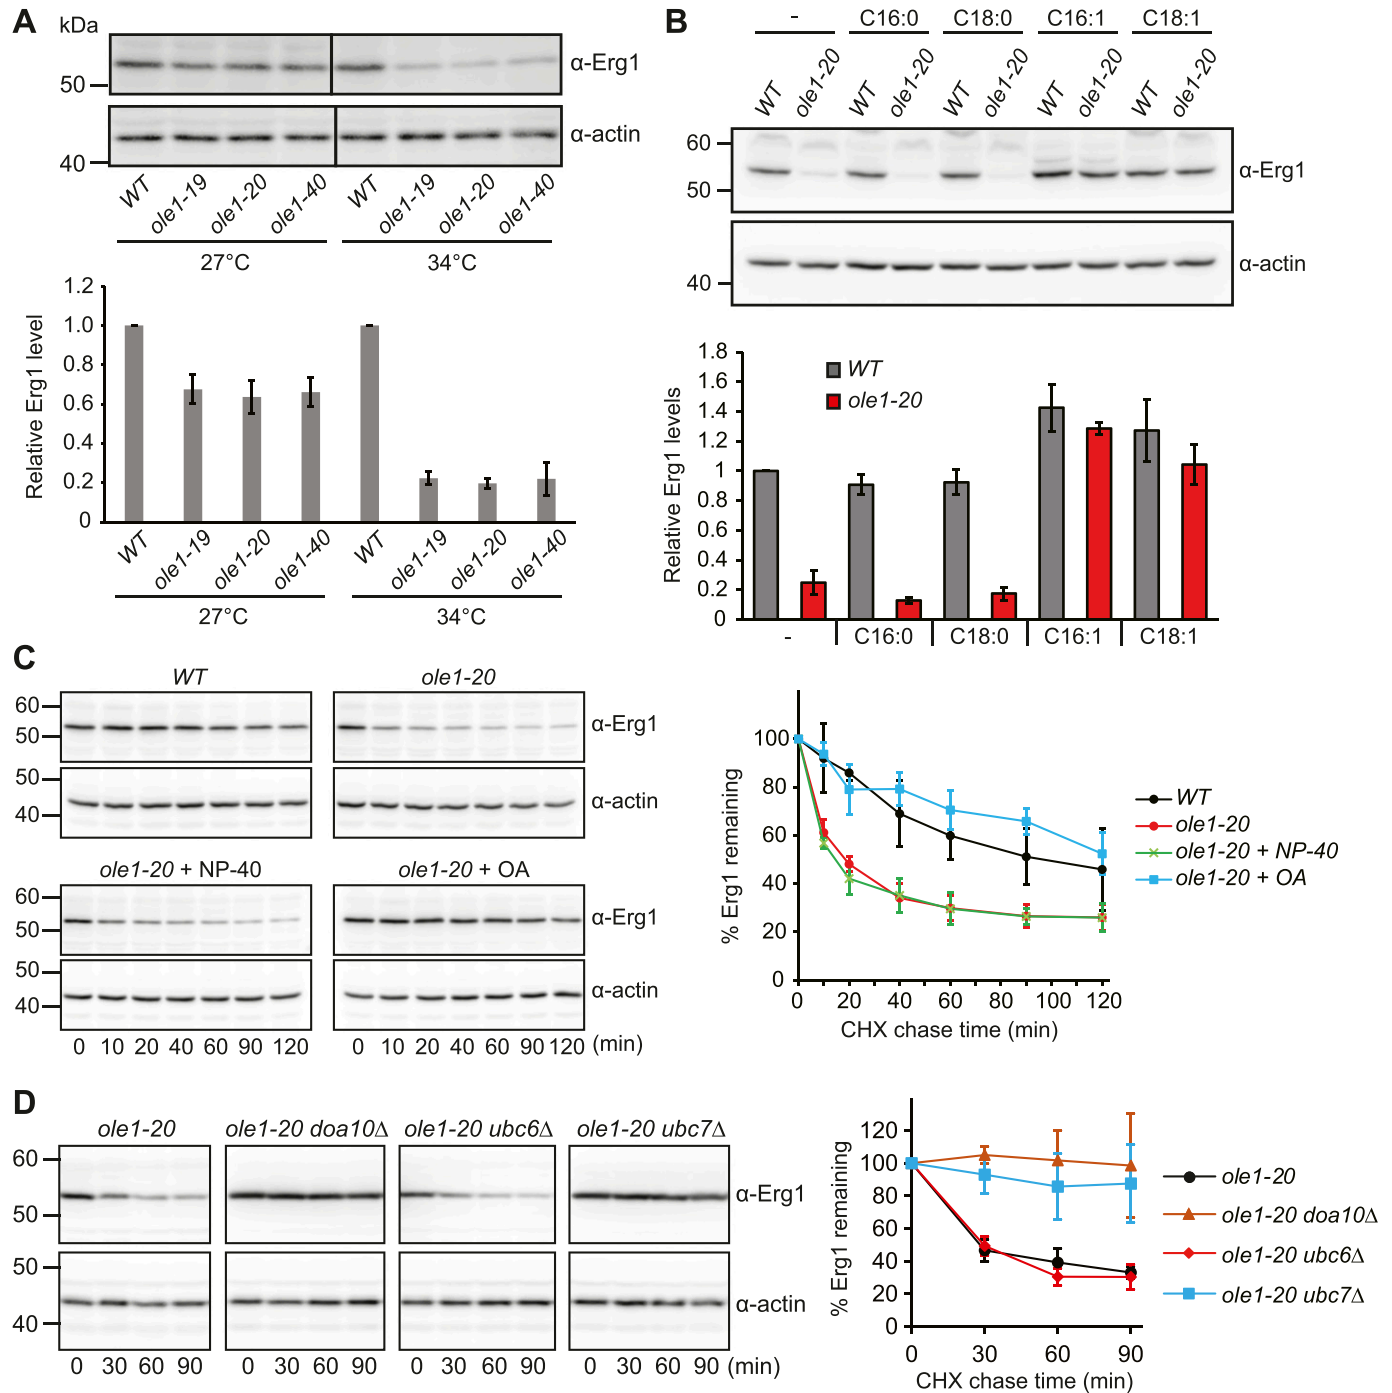 A
kDa
50
α-Erg1
40
α-actin
WT ole1-19 ole1-20 ole1-40 WT ole1-19 ole1-20 ole1-40
27°C 34°C
Relative Erg1 level
1.2
1.0
0.8
0.6
0.4
0.2
0
WT ole1-19 ole1-20 ole1-40 WT ole1-19 ole1-20 ole1-40
27°C 34°C
B
- C16:0 C18:0 C16:1 C18:1
WT ole1-20 WT ole1-20 WT ole1-20 WT ole1-20 WT ole1-20
60
50
α-Erg1
40
α-actin
Relative Erg1 levels
1.8
1.6
1.4
1.2
1
0.8
0.6
0.4
0.2
0
WT
ole1-20
- C16:0 C18:0 C16:1 C18:1
C
WT ole1-20
60
50
α-Erg1
50
40
α-actin
ole1-20 + NP-40 ole1-20 + OA
60
50
α-Erg1
50
40
α-actin
0 10 20 40 60 90 120 0 10 20 40 60 90 120 (min)
% Erg1 remaining
100
80
60
40
20
0
0 20 40 60 80 100 120
CHX chase time (min)
WT
ole1-20
ole1-20 + NP-40
ole1-20 + OA
D
ole1-20 ole1-20 doa10Δ ole1-20 ubc6Δ ole1-20 ubc7Δ
60
50
α-Erg1
50
40
α-actin
0 30 60 90 0 30 60 90 0 30 60 90 0 30 60 90 (min)
% Erg1 remaining
120
100
80
60
40
20
0
0 30 60 90
CHX chase time (min)
ole1-20
ole1-20 doa10Δ
ole1-20 ubc6Δ
ole1-20 ubc7Δ